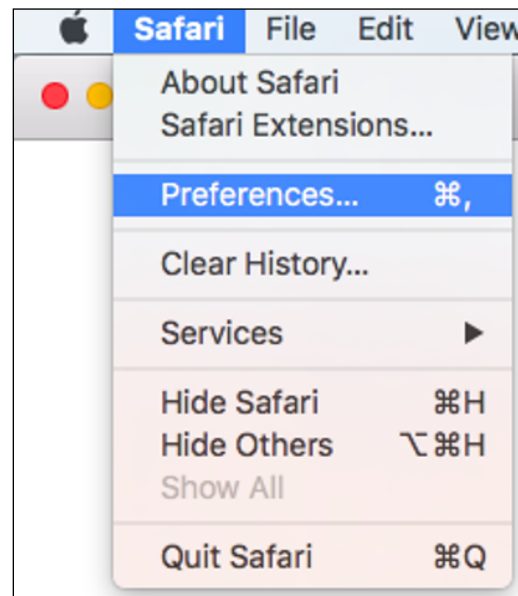 Safari File Edit View
About Safari
Safari Extensions...
Preferences... ⌘,
Clear History...
Services ▶
Hide Safari ⌘H
Hide Others ⌥⌘H
Show All
Quit Safari ⌘Q